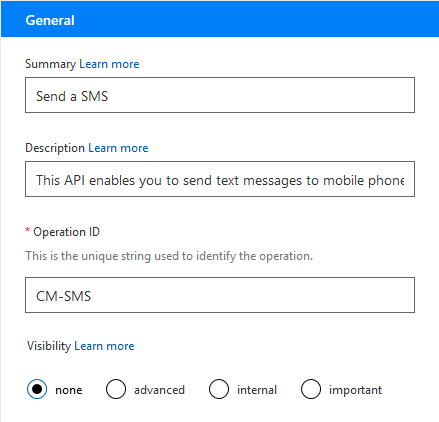 General
Summary Learn more
Send a SMS
Description Learn more
This API enables you to send text messages to mobile phone
* Operation ID
This is the unique string used to identify the operation.
CM-SMS
Visibility Learn more
none advanced internal important